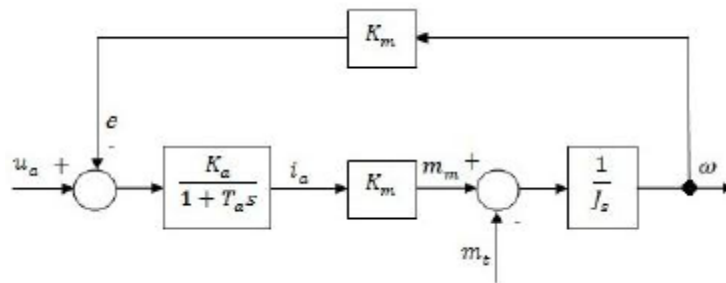 K_m
e
-
u_a +
K_a
1 + T_a s
i_a
K_m
m_m +
-
m_t
1
J_s
ω